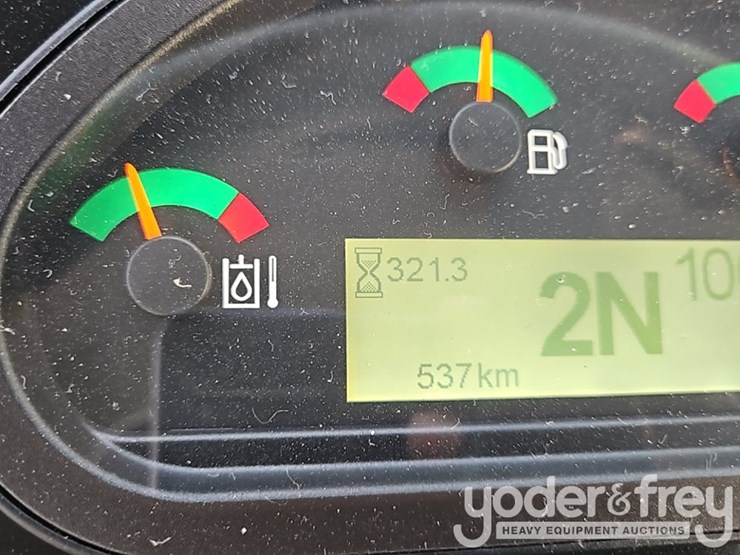 321.3
2N
537km
yoder&frey
HEAVY EQUIPMENT AUCTIONS